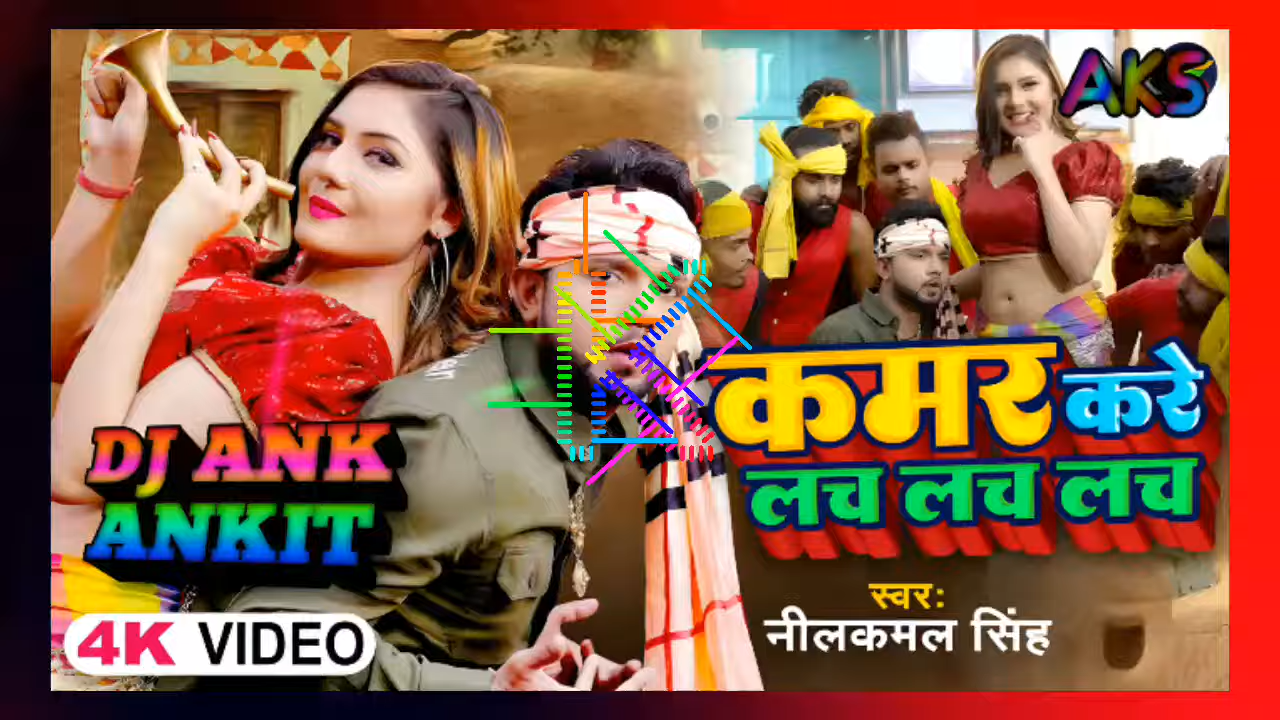 AKS
कमर करे
लच लच लच
DJ ANK
ANKIT
स्वर:
नीलकमल सिंह
4K VIDEO